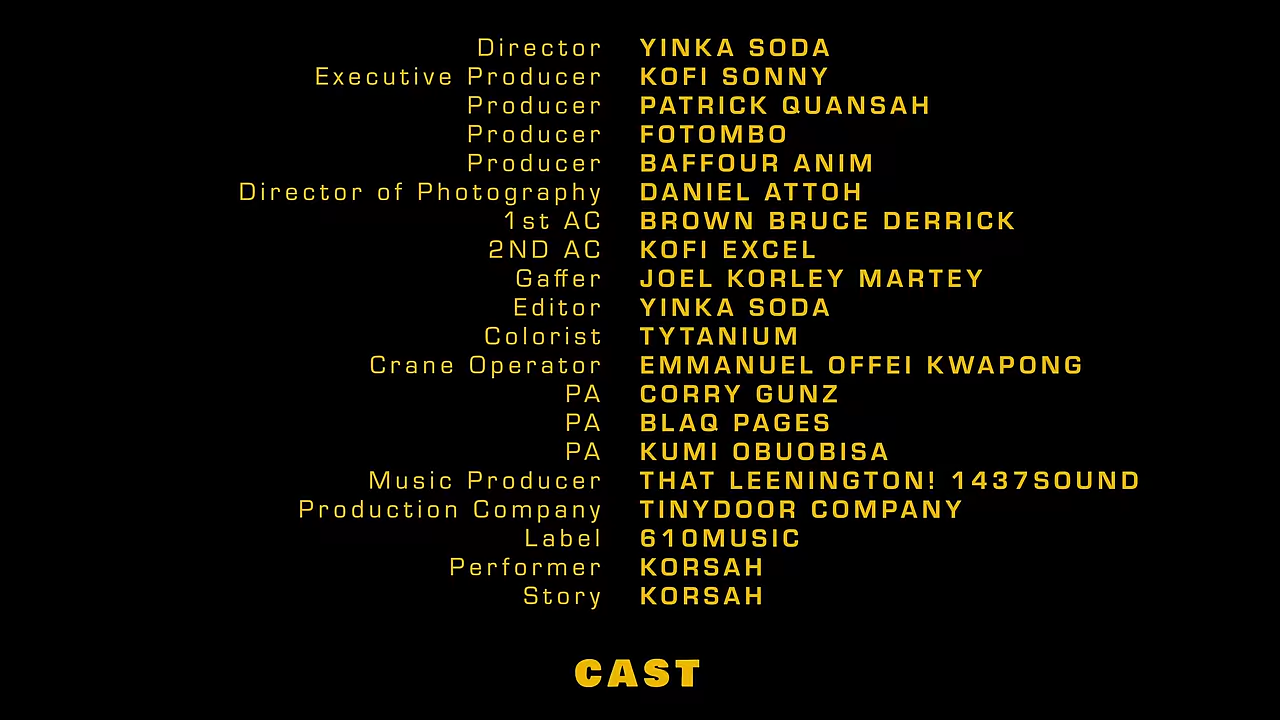 Director YINKA SODA
Executive Producer KOFI SONNY
Producer PATRICK QUANSAH
Producer FOTOMBO
Producer BAFFOUR ANIM
Director of Photography DANIEL ATTOH
1st AC BROWN BRUCE DERRICK
2ND AC KOFI EXCEL
Gaffer JOEL KORLEY MARTEY
Editor YINKA SODA
Colorist TYTANIUM
Crane Operator EMMANUEL OFFEI KWAPONG
PA CORRY GUNZ
PA BLAQ PAGES
PA KUMI OBUOBISA
Music Producer THAT LEENINGTON! 1437SOUND
Production Company TINYDOOR COMPANY
Label 610MUSIC
Performer KORSAH
Story KORSAH
CAST